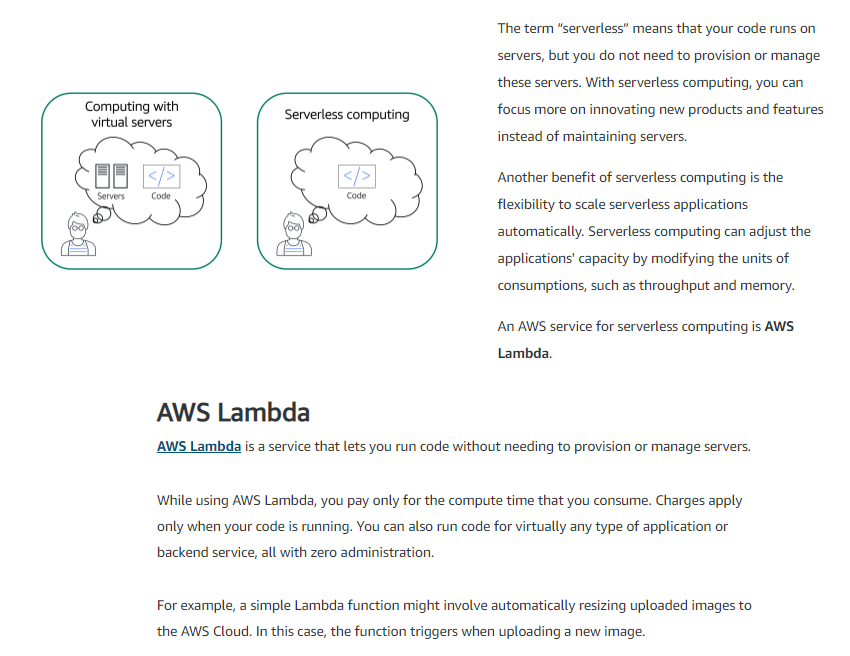 Computing with
virtual servers
Servers
</>
Code
Serverless computing
</>
Code
The term “serverless” means that your code runs on
servers, but you do not need to provision or manage
these servers. With serverless computing, you can
focus more on innovating new products and features
instead of maintaining servers.
Another benefit of serverless computing is the
flexibility to scale serverless applications
automatically. Serverless computing can adjust the
applications' capacity by modifying the units of
consumptions, such as throughput and memory.
An AWS service for serverless computing is AWS
Lambda.
AWS Lambda
AWS Lambda is a service that lets you run code without needing to provision or manage servers.
While using AWS Lambda, you pay only for the compute time that you consume. Charges apply
only when your code is running. You can also run code for virtually any type of application or
backend service, all with zero administration.
For example, a simple Lambda function might involve automatically resizing uploaded images to
the AWS Cloud. In this case, the function triggers when uploading a new image.